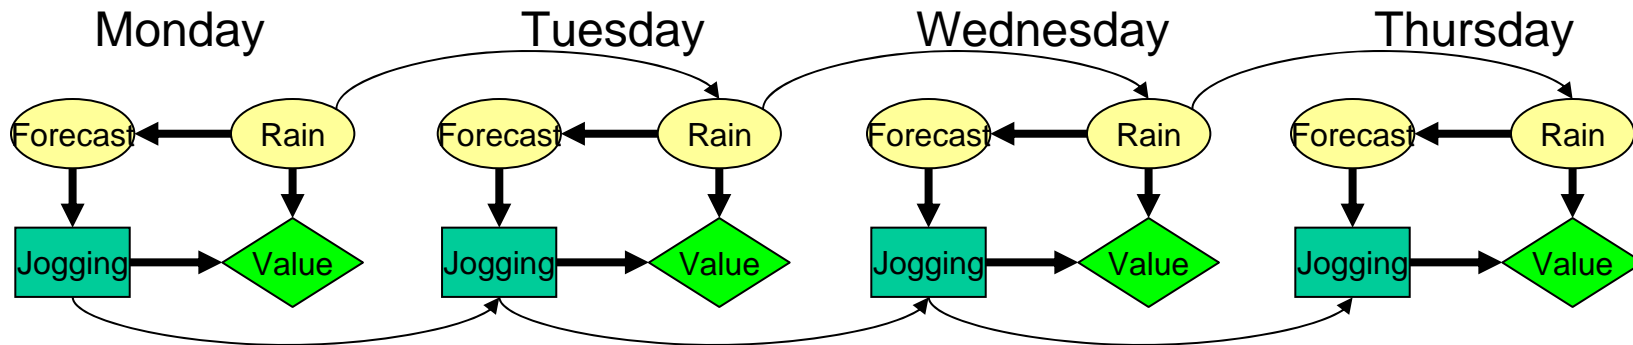 Monday Tuesday Wednesday Thursday
Forecast Rain Forecast Rain Forecast Rain Forecast Rain
Jogging Value Jogging Value Jogging Value Jogging Value